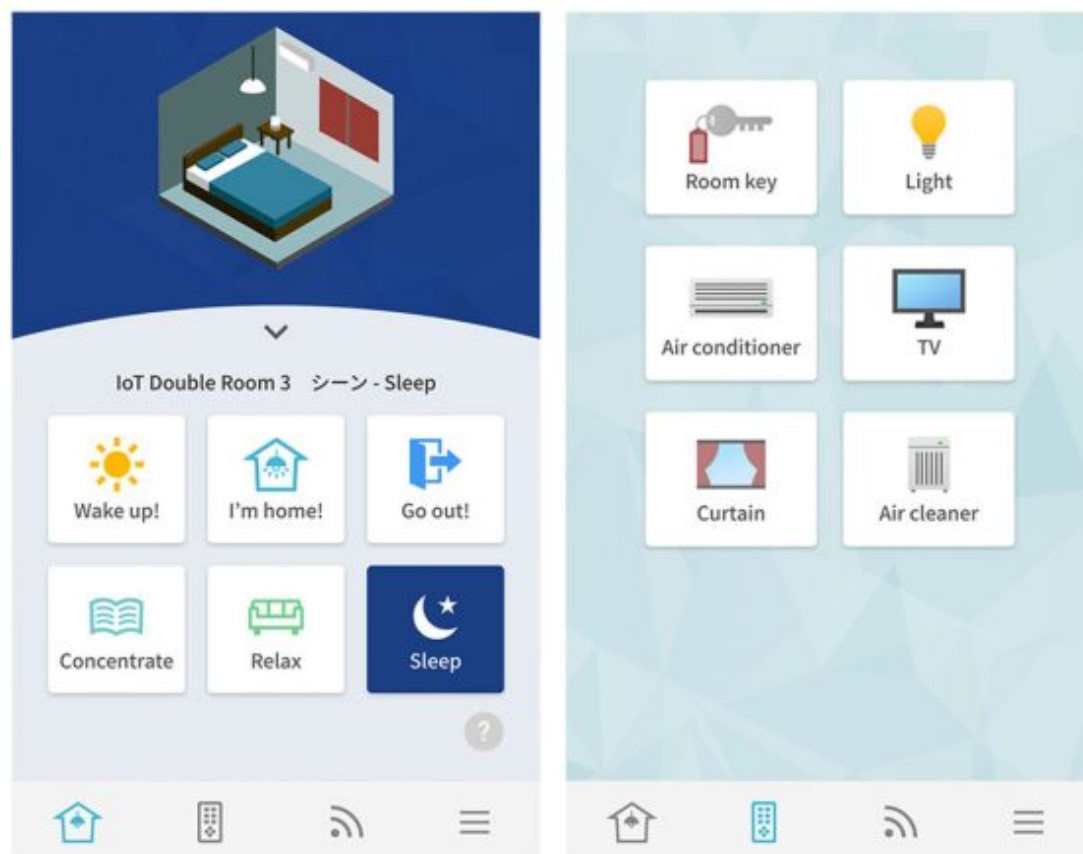 IoT Double Room 3　シーン - Sleep
Wake up!
I'm home!
Go out!
Concentrate
Relax
Sleep
?
Room key
Light
Air conditioner
TV
Curtain
Air cleaner